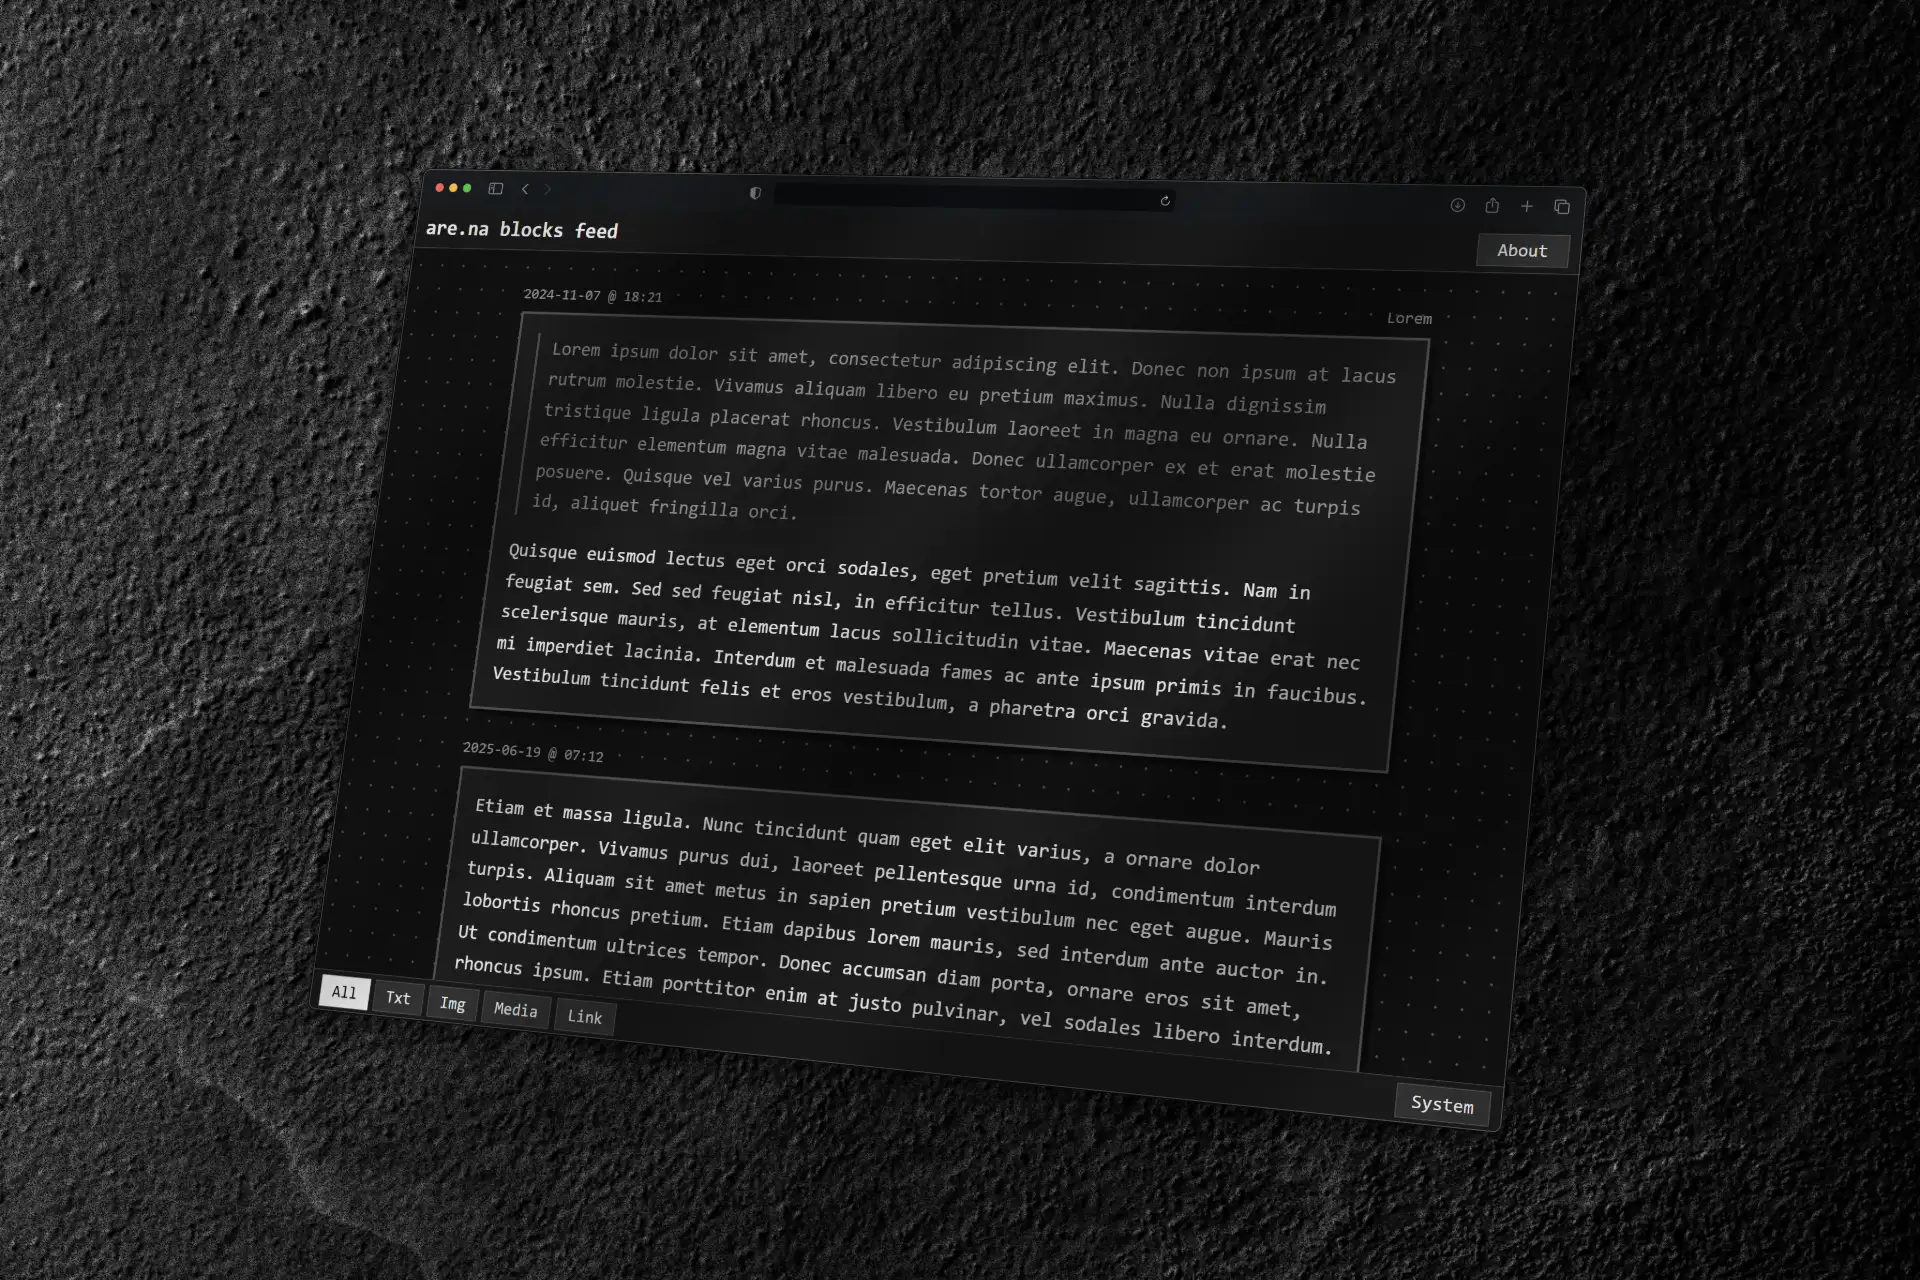 are.na blocks feed
About
2024-11-07 @ 18:21
Lorem
Lorem ipsum dolor sit amet, consectetur adipiscing elit. Donec non ipsum at lacus
rutrum molestie. Vivamus aliquam libero eu pretium maximus. Nulla dignissim
tristique ligula placerat rhoncus. Vestibulum laoreet in magna eu ornare. Nulla
efficitur elementum magna vitae malesuada. Donec ullamcorper ex et erat molestie
posuere. Quisque vel varius purus. Maecenas tortor augue, ullamcorper ac turpis
id, aliquet fringilla orci.
Quisque euismod lectus eget orci sodales, eget pretium velit sagittis. Nam in
feugiat sem. Sed sed feugiat nisl, in efficitur tellus. Vestibulum tincidunt
scelerisque mauris, at elementum lacus sollicitudin vitae. Maecenas vitae erat nec
mi imperdiet lacinia. Interdum et malesuada fames ac ante ipsum primis in faucibus.
Vestibulum tincidunt felis et eros vestibulum, a pharetra orci gravida.
2025-06-19 @ 07:12
Etiam et massa ligula. Nunc tincidunt quam eget elit varius, a ornare dolor
ullamcorper. Vivamus purus dui, laoreet pellentesque urna id, condimentum interdum
turpis. Aliquam sit amet metus in sapien pretium vestibulum nec eget augue. Mauris
lobortis rhoncus pretium. Etiam dapibus lorem mauris, sed interdum ante auctor in.
Ut condimentum ultrices tempor. Donec accumsan diam porta, ornare eros sit amet,
rhoncus ipsum. Etiam porttitor enim at justo pulvinar, vel sodales libero interdum.
All Txt Img Media Link
System